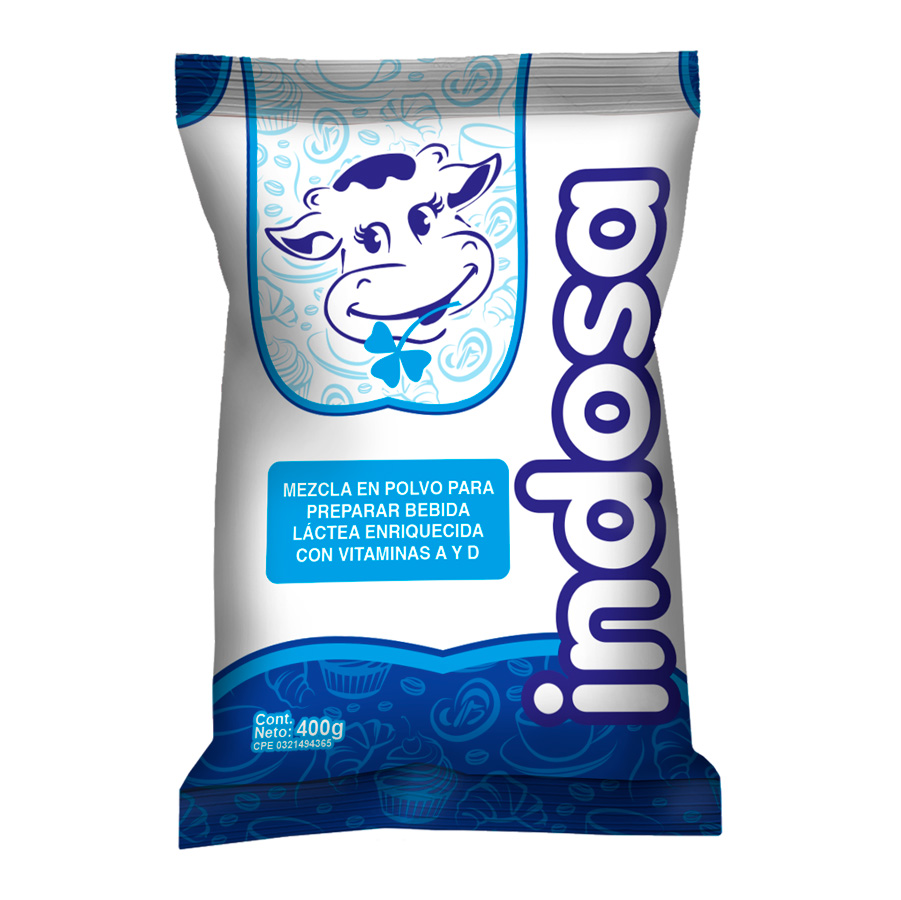 indosa
MEZCLA EN POLVO PARA
PREPARAR BEBIDA
LÁCTEA ENRIQUECIDA
CON VITAMINAS A Y D
Cont.
Neto: 400g
CPE 0321494365